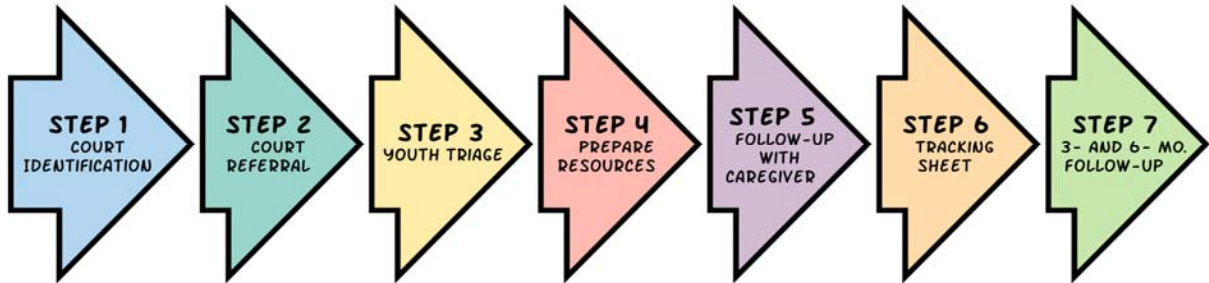 STEP 1
COURT
IDENTIFICATION
STEP 2
COURT
REFERRAL
STEP 3
YOUTH TRIAGE
STEP 4
PREPARE
RESOURCES
STEP 5
FOLLOW-UP
WITH
CAREGIVER
STEP 6
TRACKING
SHEET
STEP 7
3- AND 6- MO.
FOLLOW-UP